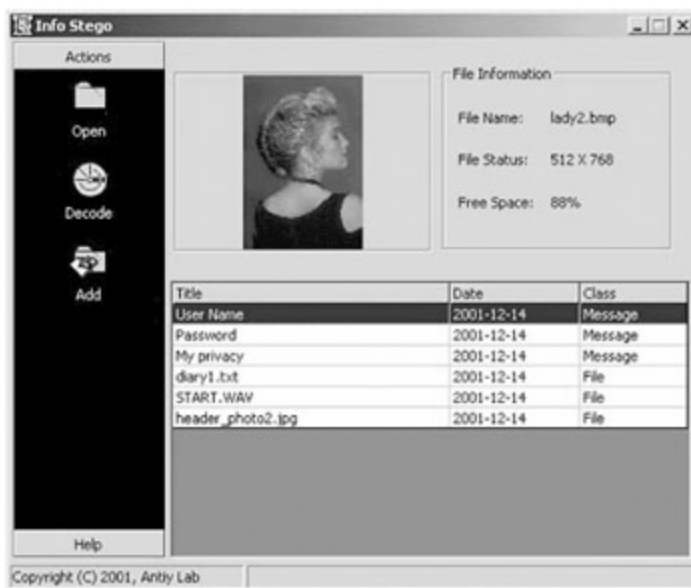 Info Stego
Actions
Open
Decode
Add
Help
File Information
File Name: lady2.bmp
File Status: 512 X 768
Free Space: 88%
Title Date Class
User Name 2001-12-14 Message
Password 2001-12-14 Message
My privacy 2001-12-14 Message
diary1.txt 2001-12-14 File
START.WAV 2001-12-14 File
header_photo2.jpg 2001-12-14 File
Copyright (C) 2001, Antiy Lab